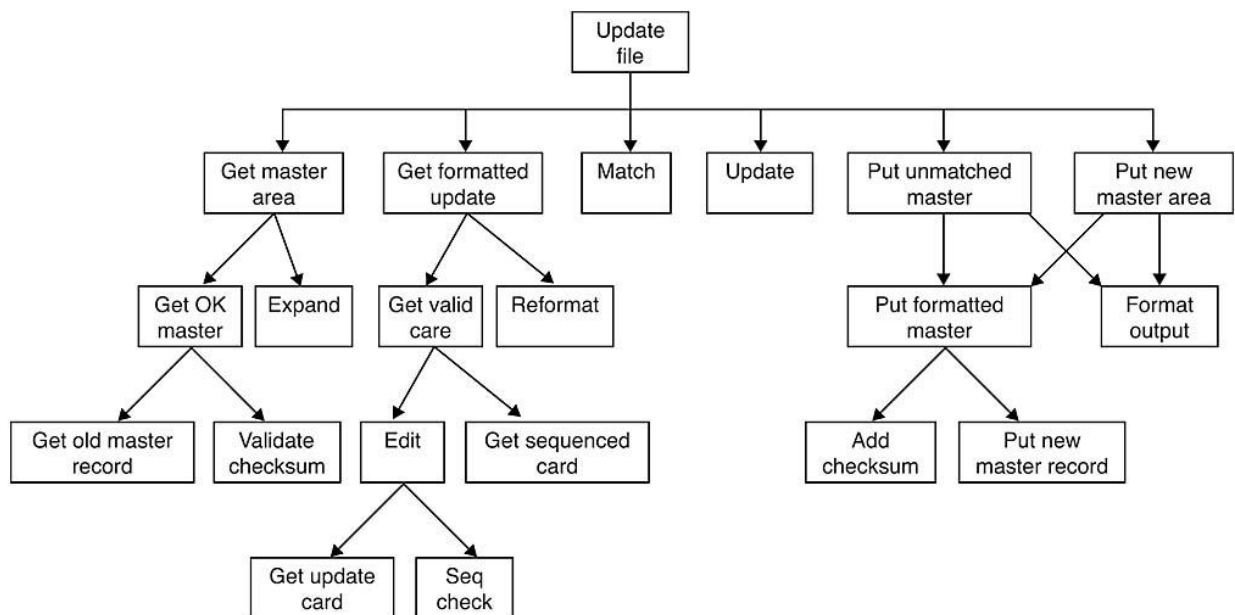 Update
file
Get master
area
Get formatted
update
Match
Update
Put unmatched
master
Put new
master area
Get OK
master
Expand
Get valid
care
Reformat
Put formatted
master
Format
output
Get old master
record
Validate
checksum
Edit
Get sequenced
card
Add
checksum
Put new
master record
Get update
card
Seq
check